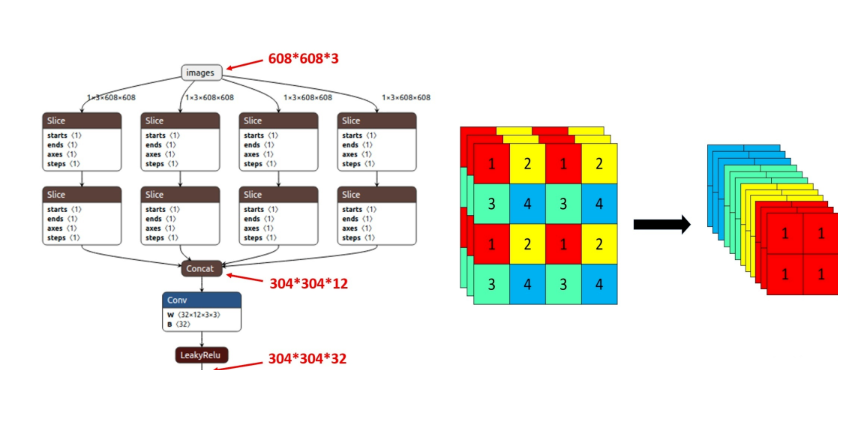 608*608*3
images
1×3×608×608 1×3×608×608 1×3×608×608 1×3×608×608
Slice Slice Slice Slice
starts ⟨1⟩ starts ⟨1⟩ starts ⟨1⟩ starts ⟨1⟩
ends ⟨1⟩ ends ⟨1⟩ ends ⟨1⟩ ends ⟨1⟩
axes ⟨1⟩ axes ⟨1⟩ axes ⟨1⟩ axes ⟨1⟩
steps ⟨1⟩ steps ⟨1⟩ steps ⟨1⟩ steps ⟨1⟩
Slice Slice Slice Slice
starts ⟨1⟩ starts ⟨1⟩ starts ⟨1⟩ starts ⟨1⟩
ends ⟨1⟩ ends ⟨1⟩ ends ⟨1⟩ ends ⟨1⟩
axes ⟨1⟩ axes ⟨1⟩ axes ⟨1⟩ axes ⟨1⟩
steps ⟨1⟩ steps ⟨1⟩ steps ⟨1⟩ steps ⟨1⟩
Concat
304*304*12
Conv
W ⟨32×12×3×3⟩
B ⟨32⟩
LeakyRelu
304*304*32
1 2 1 2
3 4 3 4
1 2 1 2
3 4 3 4
1 1
1 1